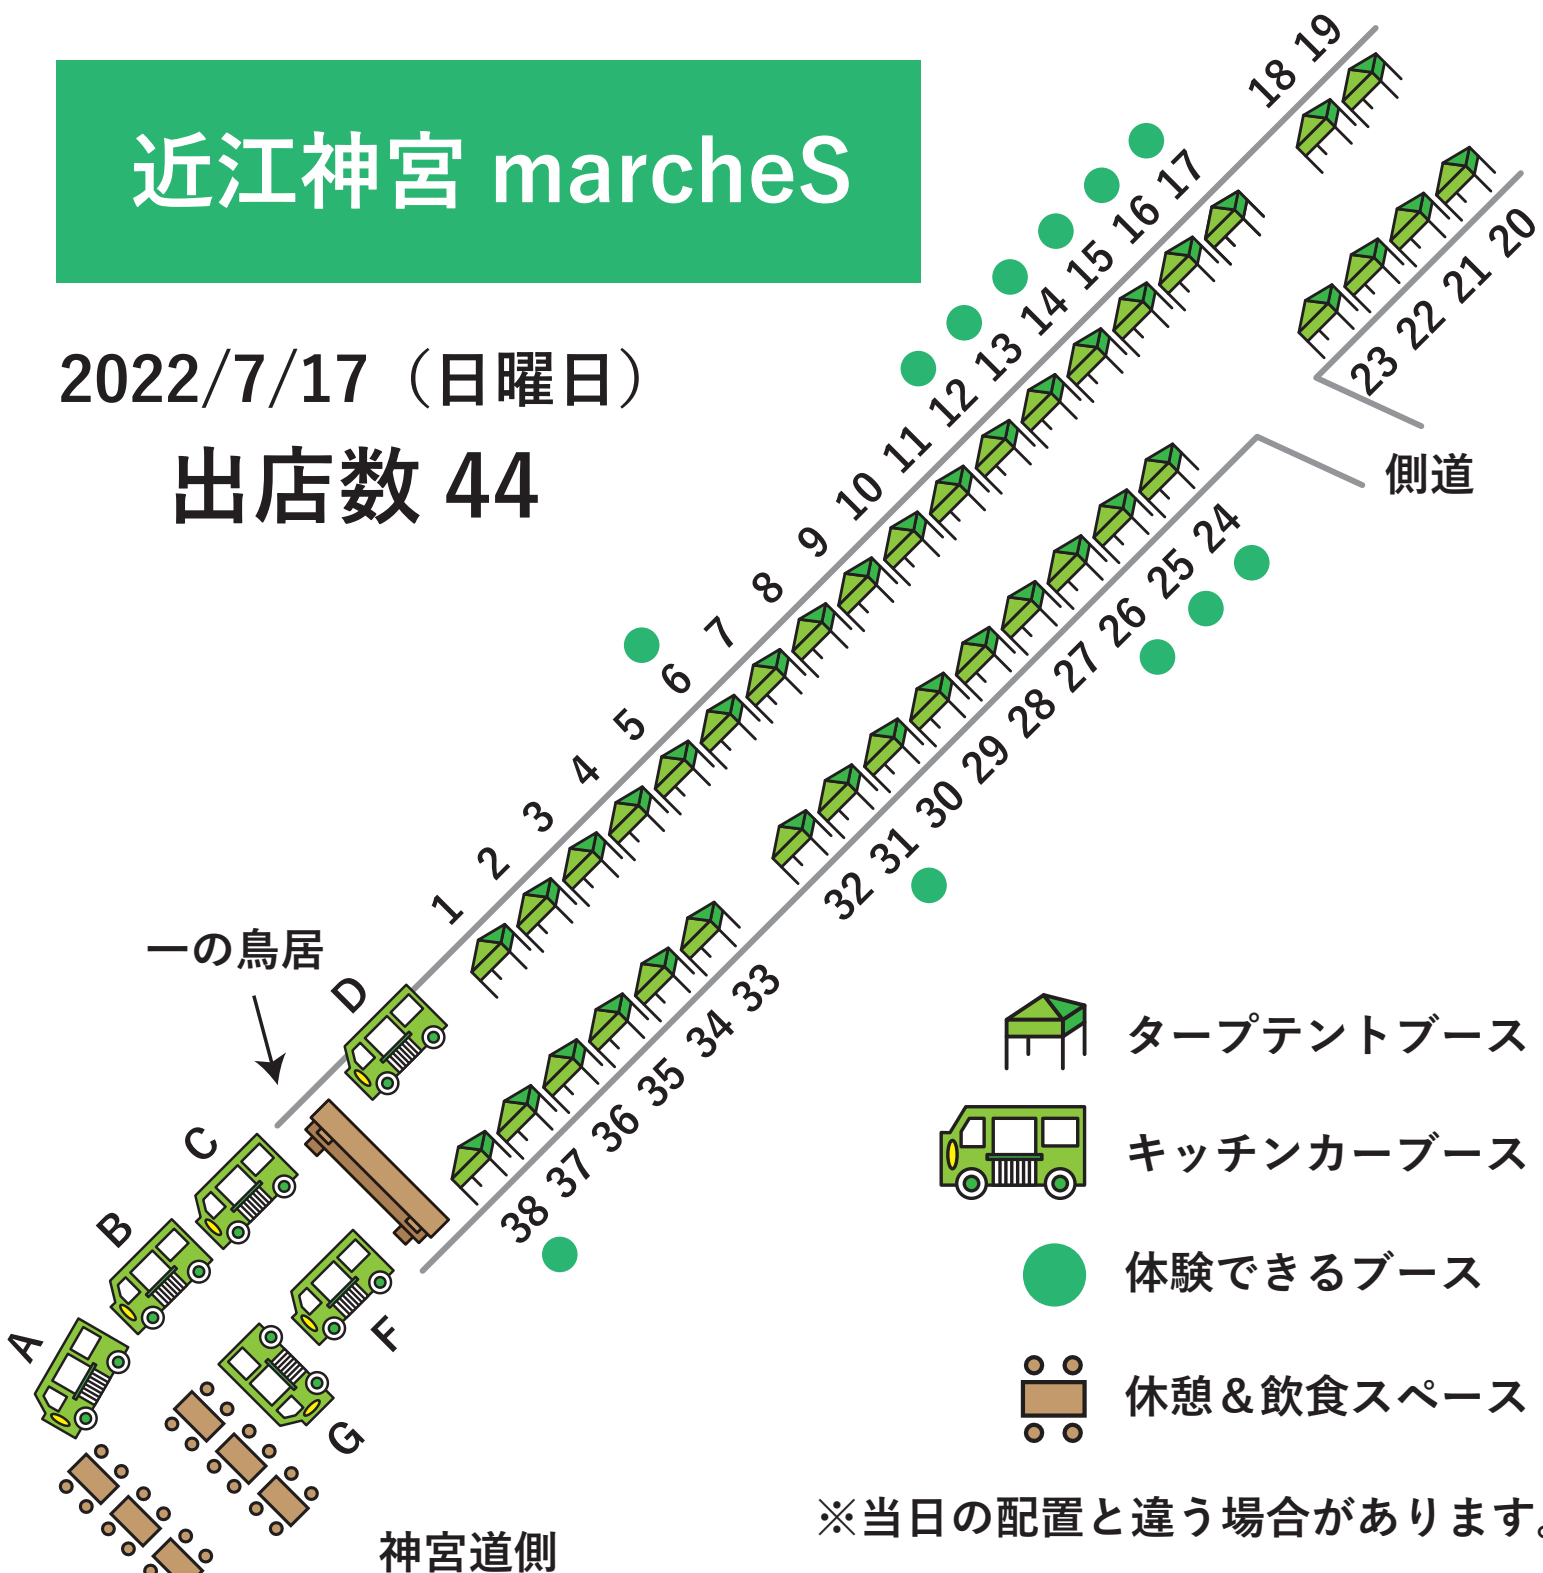 近江神宮 marcheS
2022/7/17（日曜日）
出店数 44
18 19
12 13 14 15 16 17
1 2 3 4 5 6 7 8 9 10 11
23 22 21 20
側道
32 31 30 29 28 27 26 25 24
38 37 36 35 34 33
一の鳥居
D
C
B
A
F
G
タープテントブース
キッチンカーブース
体験できるブース
休憩＆飲食スペース
※当日の配置と違う場合があります。
神宮道側